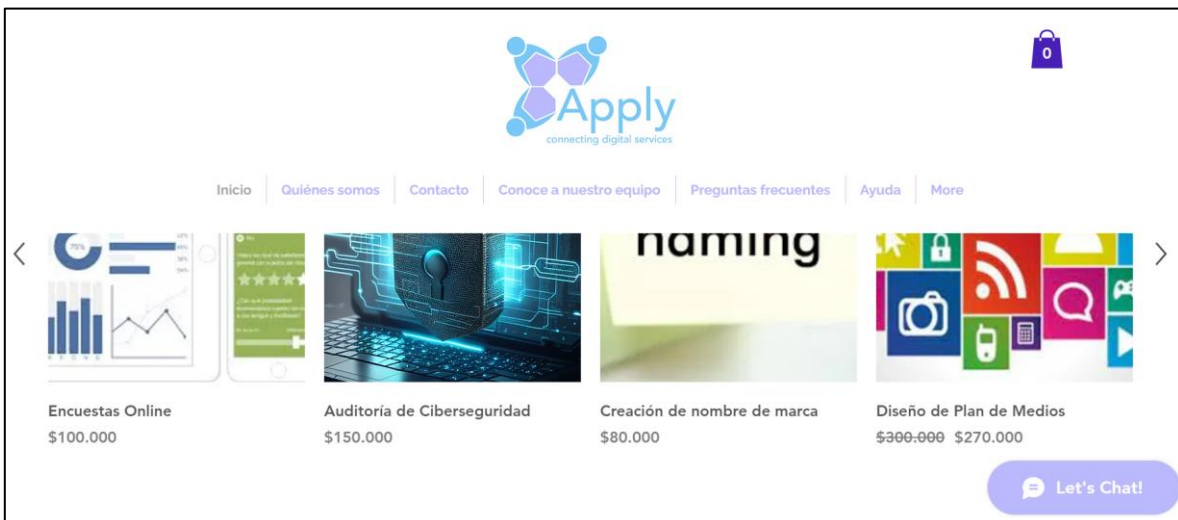 0
Apply
connecting digital services
Inicio Quiénes somos Contacto Conoce a nuestro equipo Preguntas frecuentes Ayuda More
75%
naming
Encuestas Online Auditoría de Ciberseguridad Creación de nombre de marca Diseño de Plan de Medios
$100.000 $150.000 $80.000 $300.000 $270.000
Let's Chat!